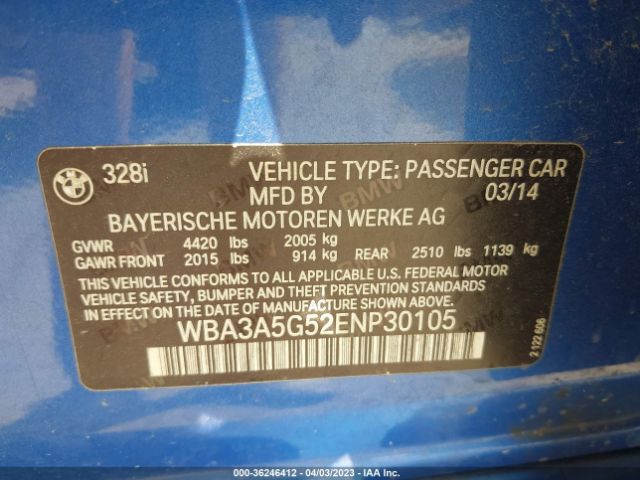 328i VEHICLE TYPE: PASSENGER CAR
MFD BY 03/14
BAYERISCHE MOTOREN WERKE AG
GVWR 4420 lbs 2005 kg
GAWR FRONT 2015 lbs 914 kg REAR 2510 lbs 1139 kg
THIS VEHICLE CONFORMS TO ALL APPLICABLE U.S. FEDERAL MOTOR
VEHICLE SAFETY, BUMPER AND THEFT PREVENTION STANDARDS
IN EFFECT ON THE DATE OF MANUFACTURE SHOWN ABOVE.
WBA3A5G52ENP30105
2 122 606
000-36246412 - 04/03/2023 - IAA Inc.